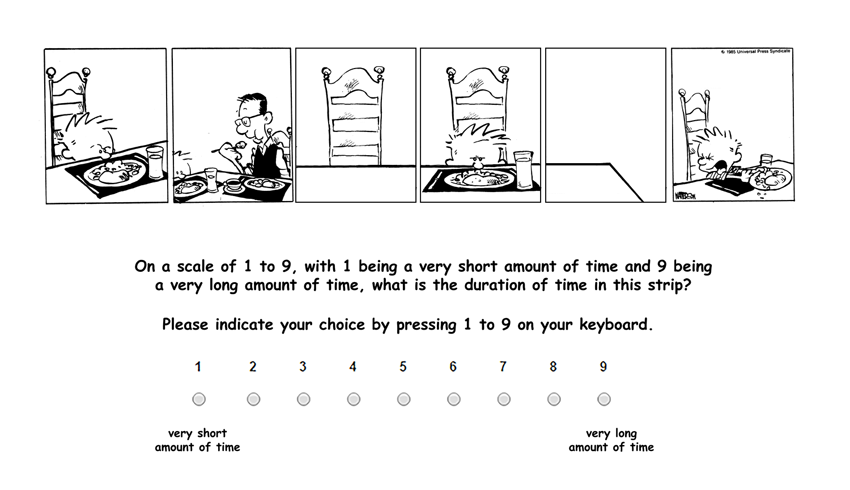 © 1985 Universal Press Syndicate
WATTERSON
On a scale of 1 to 9, with 1 being a very short amount of time and 9 being
a very long amount of time, what is the duration of time in this strip?
Please indicate your choice by pressing 1 to 9 on your keyboard.
1 2 3 4 5 6 7 8 9
very short
amount of time
very long
amount of time